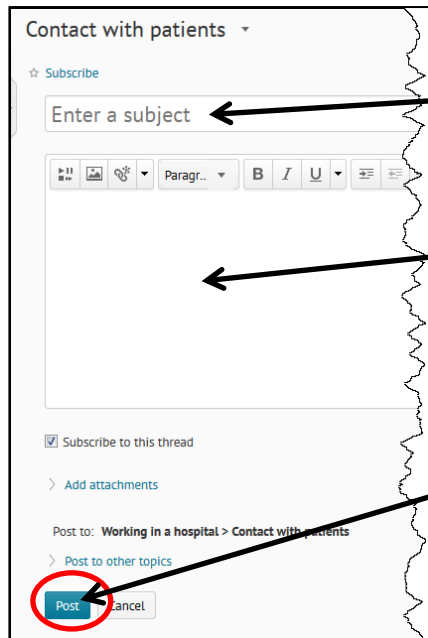 Contact with patients
Subscribe
Enter a subject
Paragr.. B I U
Subscribe to this thread
Add attachments
Post to: Working in a hospital > Contact with patients
Post to other topics
Post Cancel